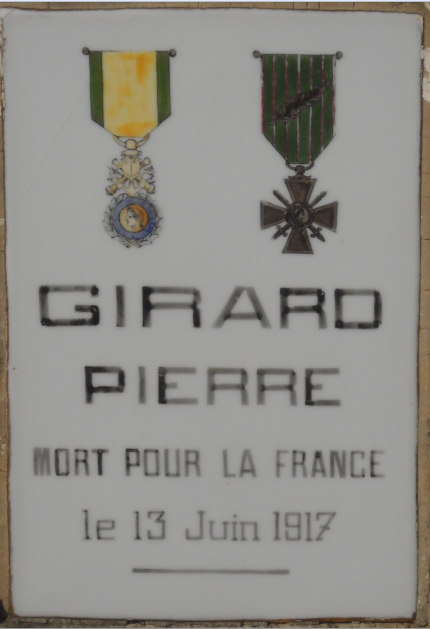 GIRARD
PIERRE
MORT POUR LA FRANCE
le 13 Juin 1917